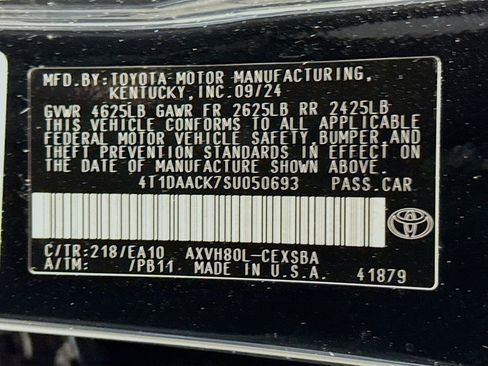 MFD.BY:TOYOTA MOTOR MANUFACTURING,
KENTUCKY, INC.09/24
GVWR 4625LB GAWR FR 2625LB RR 2425LB
THIS VEHICLE CONFORMS TO ALL APPLICABLE
FEDERAL MOTOR VEHICLE SAFETY, BUMPER, AND
THEFT PREVENTION STANDARDS IN EFFECT ON
THE DATE OF MANUFACTURE SHOWN ABOVE.
4T1DAACK7SU050693 PASS.CAR
C/TR:218/EA10 AXVH80L-CEXSBA
A/TM: /PB11 MADE IN U.S.A. 41879